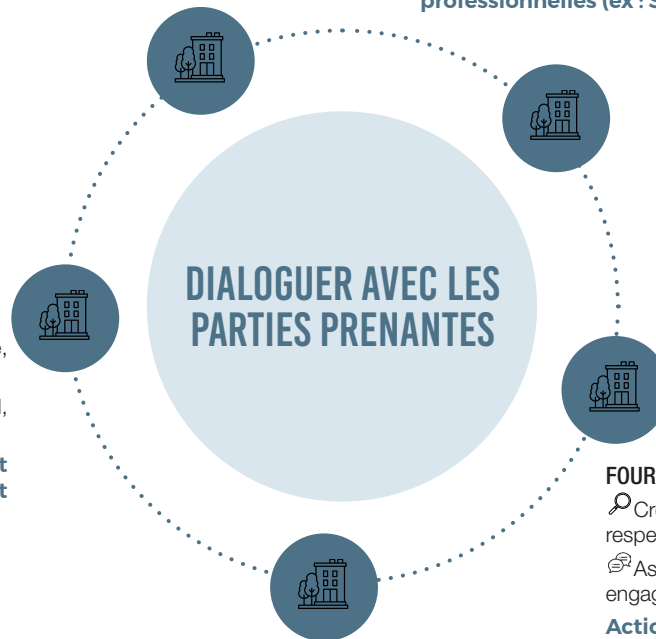 professionnelles (ex : S
DIALOGUER AVEC LES
PARTIES PRENANTES
,
,
t
t
FOUR
Cr
respe
As
engag
Actio